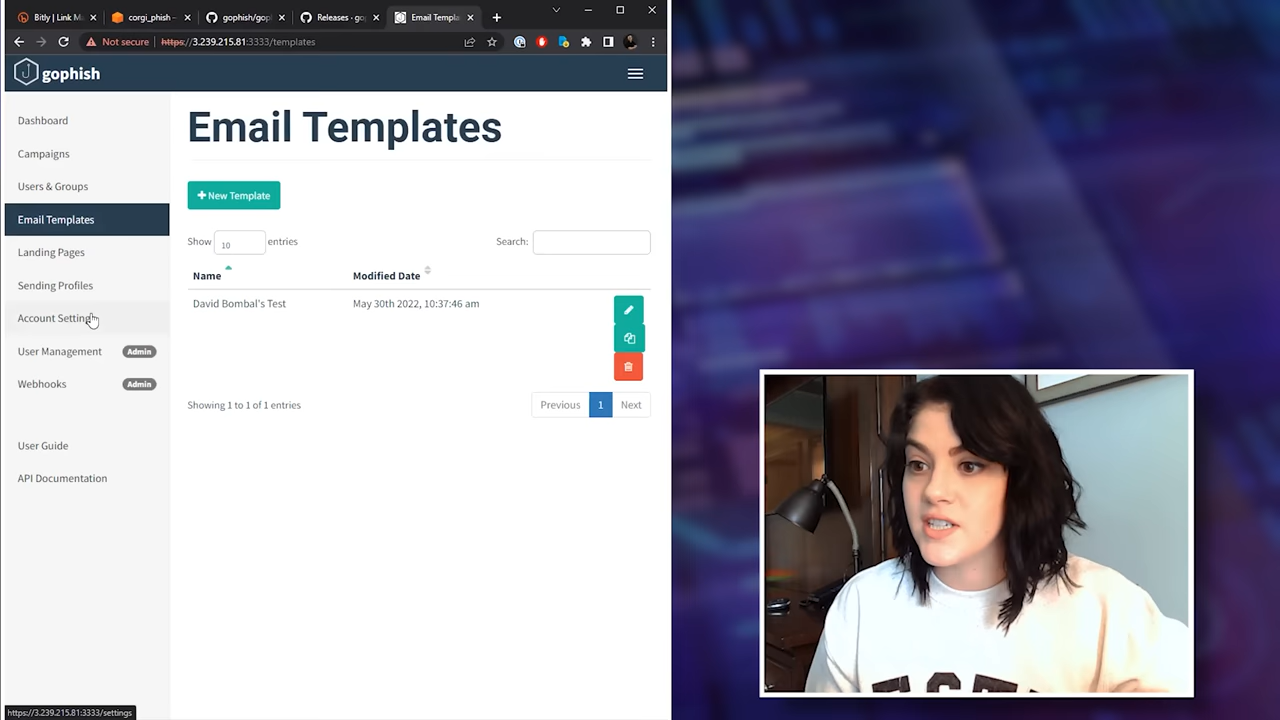 Bitly | Link M
corgi_phish –
gophish/gopl
Releases · go
Email Templa
Not secure
https://3.239.215.81:3333/templates
gophish
Dashboard
Campaigns
Users & Groups
Email Templates
Landing Pages
Sending Profiles
Account Settings
User Management Admin
Webhooks Admin
User Guide
API Documentation
Email Templates
New Template
Show 10 entries
Search:
Name Modified Date
David Bombal's Test May 30th 2022, 10:37:46 am
Showing 1 to 1 of 1 entries
Previous 1 Next
https://3.239.215.81:3333/settings